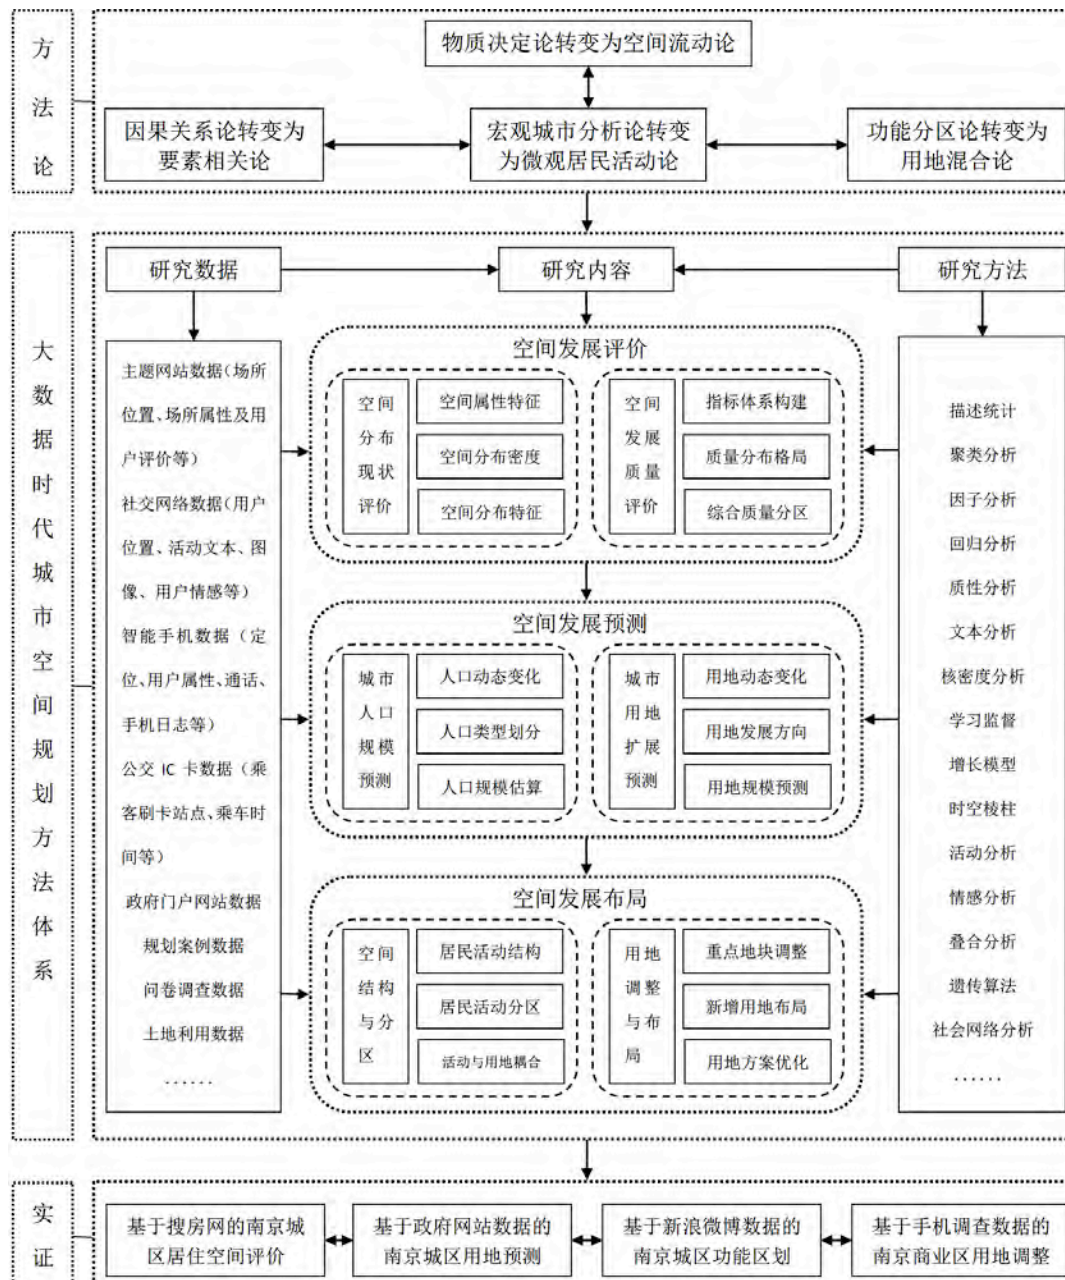 方法论
物质决定论转变为空间流动论
因果关系论转变为
要素相关论
宏观城市分析论转变
为微观居民活动论
功能分区论转变为
用地混合论
大数据时代城市空间规划方法体系
研究数据
研究内容
研究方法
主题网站数据(场所
位置、场所属性及用
户评价等)
社交网络数据(用户
位置、活动文本、图
像、用户情感等)
智能手机数据(定
位、用户属性、通话、
手机日志等)
公交 IC 卡数据(乘
客刷卡站点、乘车时
间等)
政府门户网站数据
规划案例数据
问卷调查数据
土地利用数据
......
空间发展评价
空间
分布
现状
评价
空间属性特征
空间分布密度
空间分布特征
空间
发展
质量
评价
指标体系构建
质量分布格局
综合质量分区
空间发展预测
城市
人口
规模
预测
人口动态变化
人口类型划分
人口规模估算
城市
用地
扩展
预测
用地动态变化
用地发展方向
用地规模预测
空间发展布局
空间
结构
与分
区
居民活动结构
居民活动分区
活动与用地耦合
用地
调整
与布
局
重点地块调整
新增用地布局
用地方案优化
描述统计
聚类分析
因子分析
回归分析
质性分析
文本分析
核密度分析
学习监督
增长模型
时空棱柱
活动分析
情感分析
叠合分析
遗传算法
社会网络分析
......
实证
基于搜房网的南京城
区居住空间评价
基于政府网站数据的
南京城区用地预测
基于新浪微博数据的
南京城区功能区划
基于手机调查数据的
南京商业区用地调整